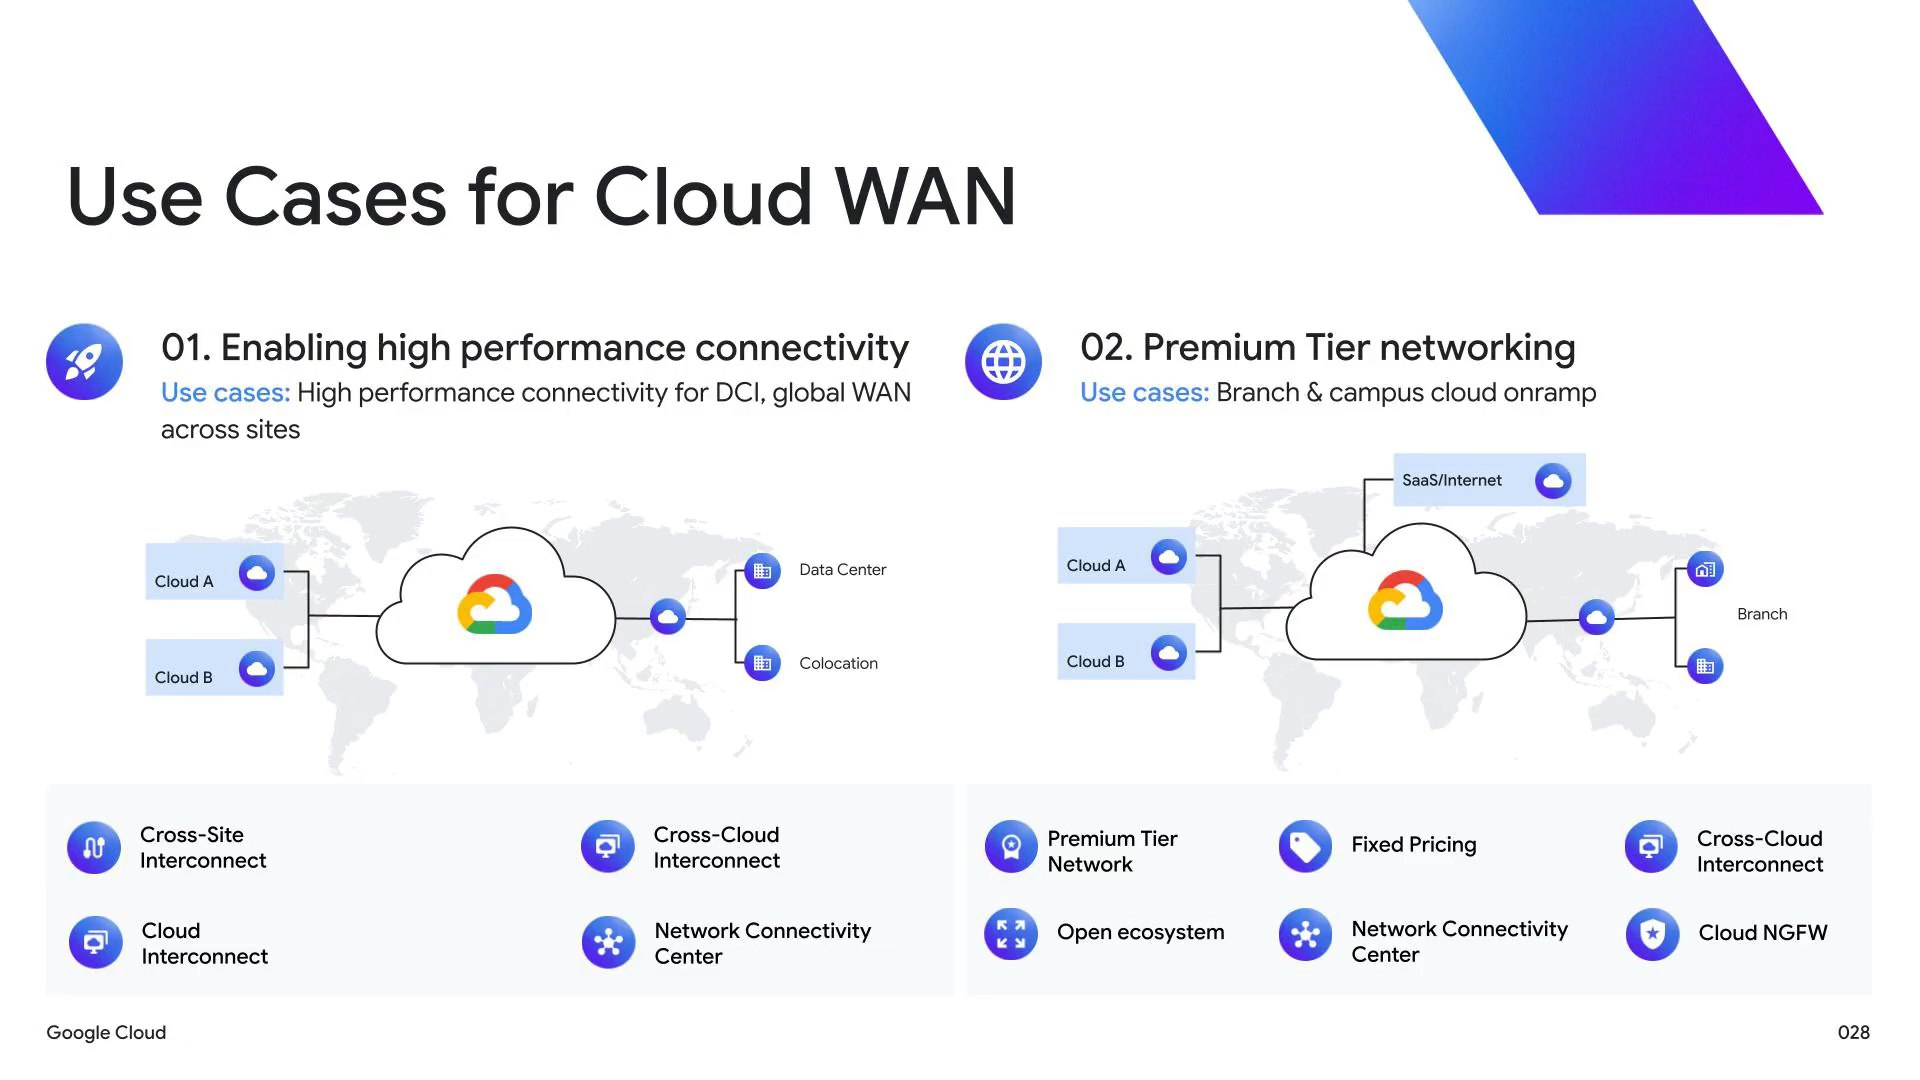 Use Cases for Cloud WAN
01. Enabling high performance connectivity
Use cases: High performance connectivity for DCI, global WAN
across sites
Cloud A
Cloud B
Data Center
Colocation
Cross-Site
Interconnect
Cross-Cloud
Interconnect
Cloud
Interconnect
Network Connectivity
Center
02. Premium Tier networking
Use cases: Branch & campus cloud onramp
SaaS/Internet
Cloud A
Cloud B
Branch
Premium Tier
Network
Fixed Pricing
Cross-Cloud
Interconnect
Open ecosystem
Network Connectivity
Center
Cloud NGFW
Google Cloud
028